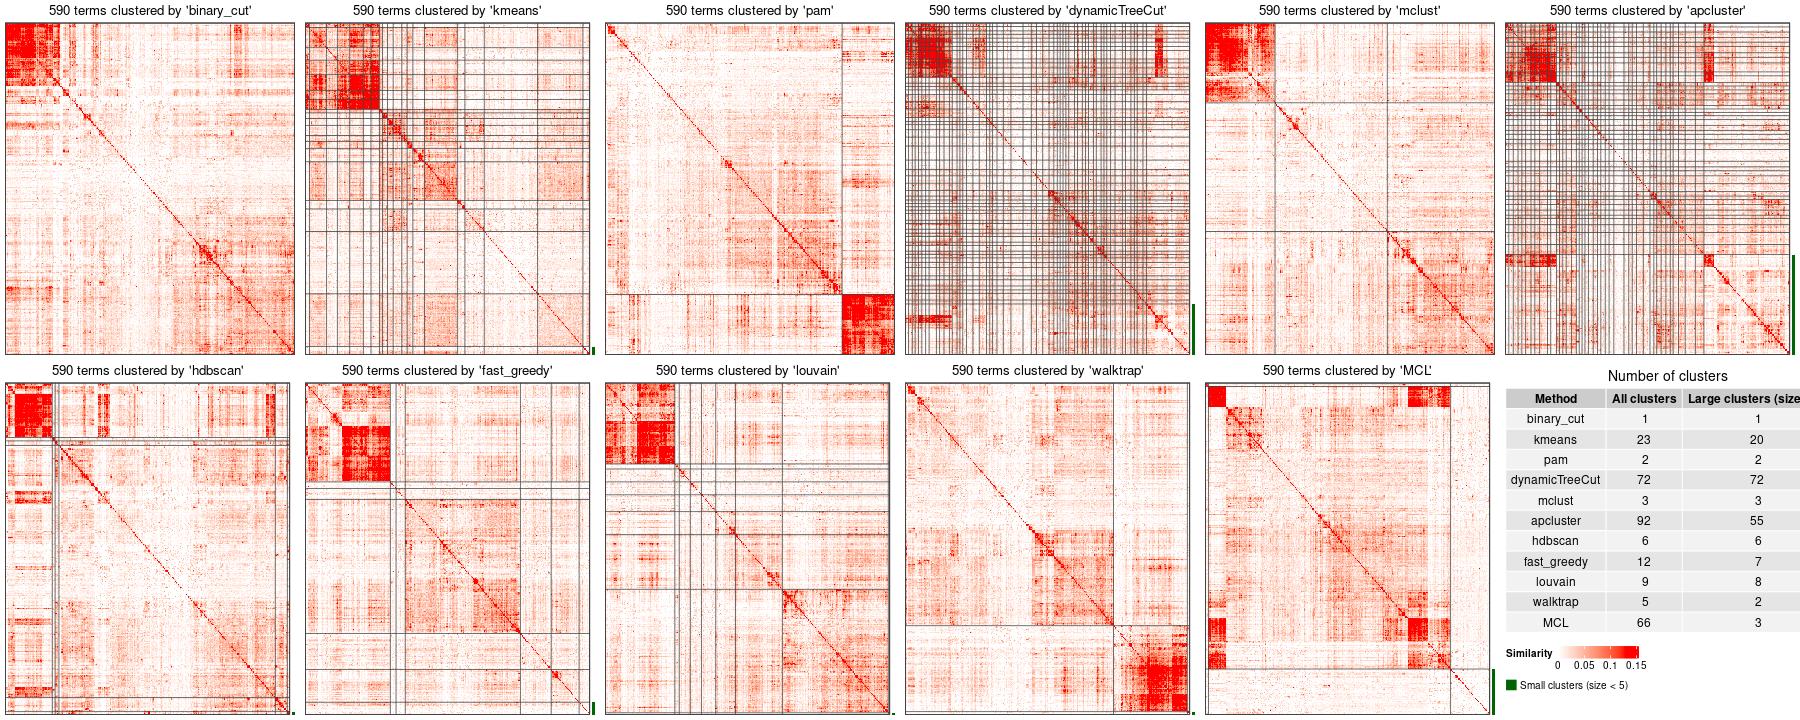 590 terms clustered by 'binary_cut'
590 terms clustered by 'kmeans'
590 terms clustered by 'pam'
590 terms clustered by 'dynamicTreeCut'
590 terms clustered by 'mclust'
590 terms clustered by 'apcluster'
590 terms clustered by 'hdbscan'
590 terms clustered by 'fast_greedy'
590 terms clustered by 'louvain'
590 terms clustered by 'walktrap'
590 terms clustered by 'MCL'
Number of clusters
Method All clusters Large clusters (size
binary_cut 1 1
kmeans 23 20
pam 2 2
dynamicTreeCut 72 72
mclust 3 3
apcluster 92 55
hdbscan 6 6
fast_greedy 12 7
louvain 9 8
walktrap 5 2
MCL 66 3
Similarity
0 0.05 0.1 0.15
Small clusters (size < 5)